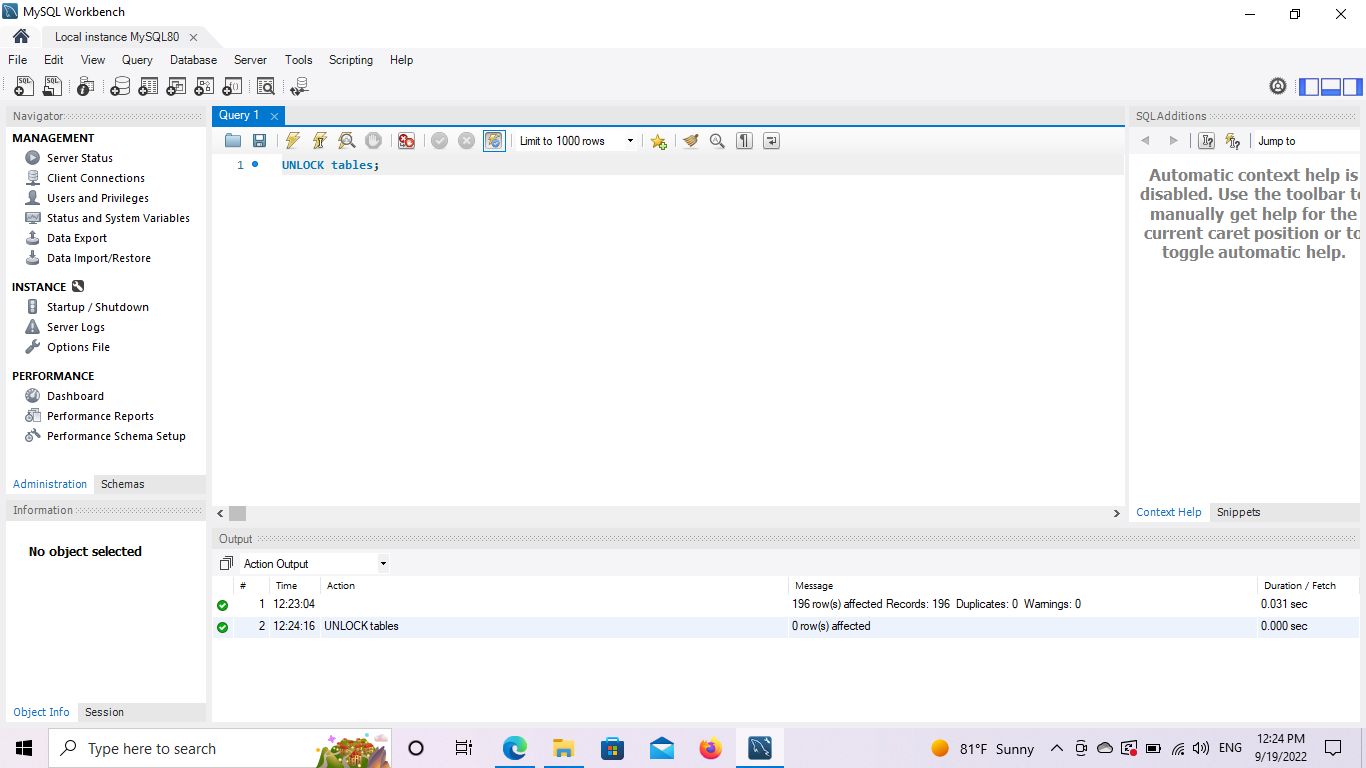 MySQL Workbench
Local instance MySQL80
File Edit View Query Database Server Tools Scripting Help
Navigator
MANAGEMENT
Server Status
Client Connections
Users and Privileges
Status and System Variables
Data Export
Data Import/Restore
INSTANCE
Startup / Shutdown
Server Logs
Options File
PERFORMANCE
Dashboard
Performance Reports
Performance Schema Setup
Administration Schemas
Information
No object selected
Object Info Session
Query 1
Limit to 1000 rows
1 UNLOCK tables;
SQLAdditions
Jump to
Automatic context help is
disabled. Use the toolbar to
manually get help for the
current caret position or to
toggle automatic help.
Context Help Snippets
Output
Action Output
# Time Action Message Duration / Fetch
1 12:23:04 196 row(s) affected Records: 196 Duplicates: 0 Warnings: 0 0.031 sec
2 12:24:16 UNLOCK tables 0 row(s) affected 0.000 sec
Type here to search
81°F Sunny
ENG
12:24 PM
9/19/2022